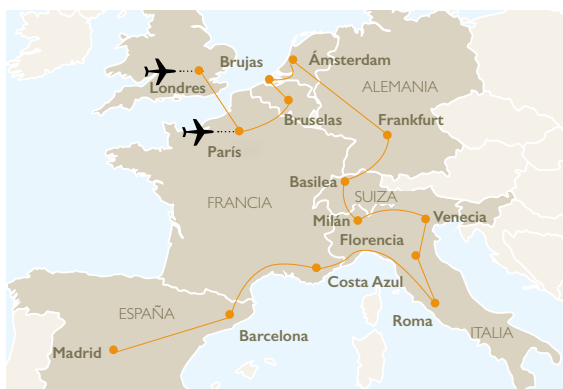 Brujas
Ámsterdam
Londres
ALEMANIA
Bruselas
Frankfurt
París
Basilea
SUIZA
FRANCIA
Milán
Venecia
Florencia
Costa Azul
ESPAÑA
Barcelona
Roma
ITALIA
Madrid